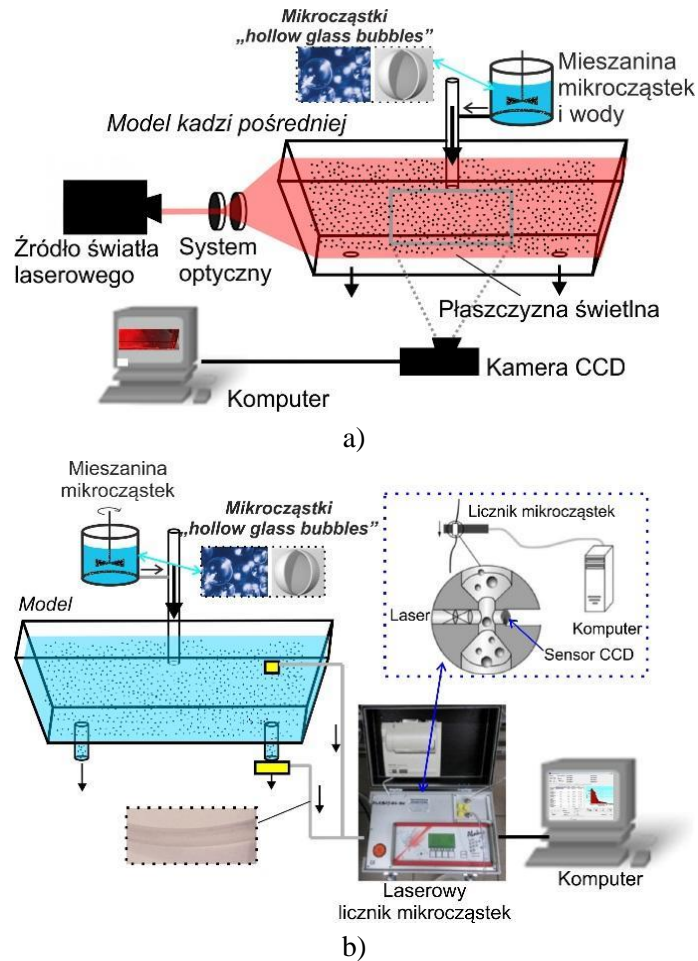 Mikrocząstki
„hollow glass bubbles”
Mieszanina
mikrocząstek
i wody
Model kadzi pośredniej
Źródło światła
laserowego
System
optyczny
Płaszczyzna świetlna
Kamera CCD
Komputer
a)
Mieszanina
mikrocząstek
Mikrocząstki
„hollow glass bubbles”
Model
Licznik mikrocząstek
Laser
Komputer
Sensor CCD
Laserowy
licznik mikrocząstek
Komputer
b)